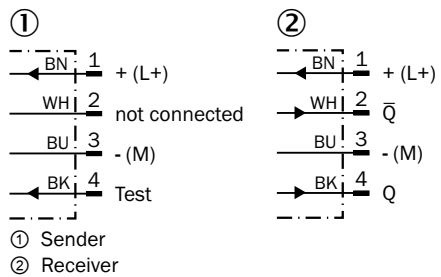 ① ②
BN 1 + (L+) BN 1 + (L+)
WH 2 not connected WH 2 Q̅
BU 3 - (M) BU 3 - (M)
BK 4 Test BK 4 Q
① Sender
② Receiver